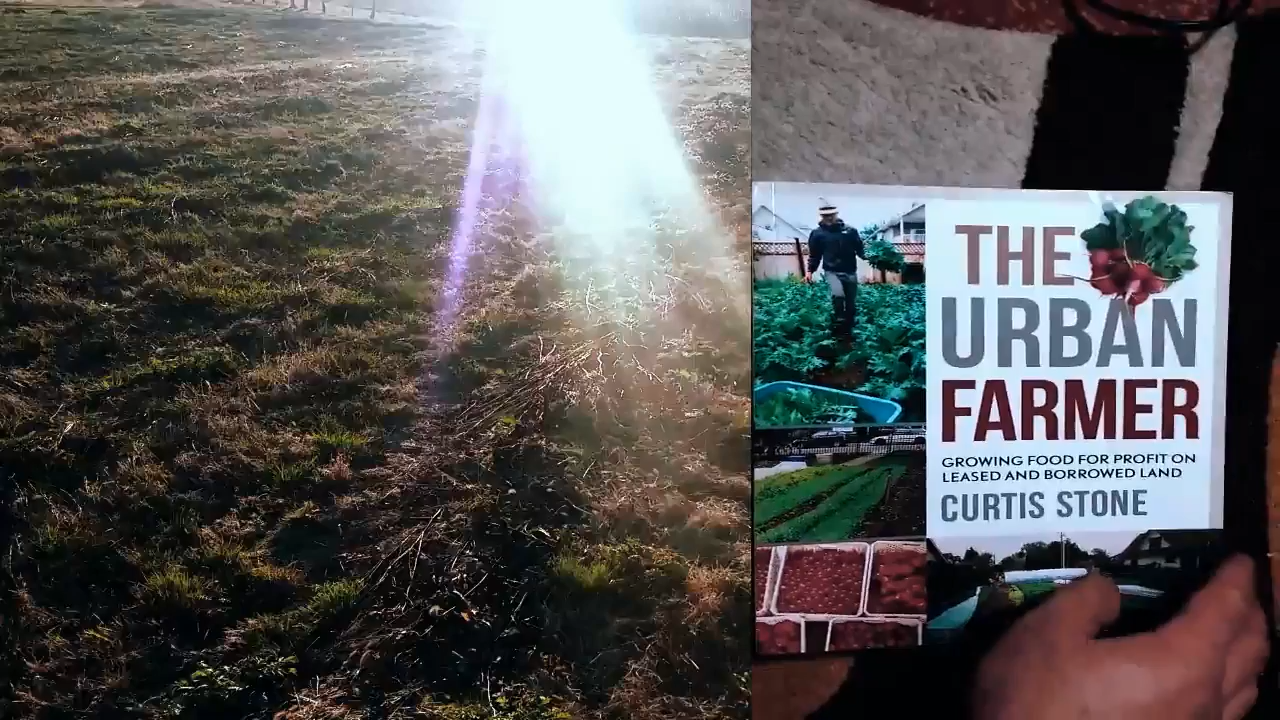 THE
URBAN
FARMER
GROWING FOOD FOR PROFIT ON
LEASED AND BORROWED LAND
CURTIS STONE